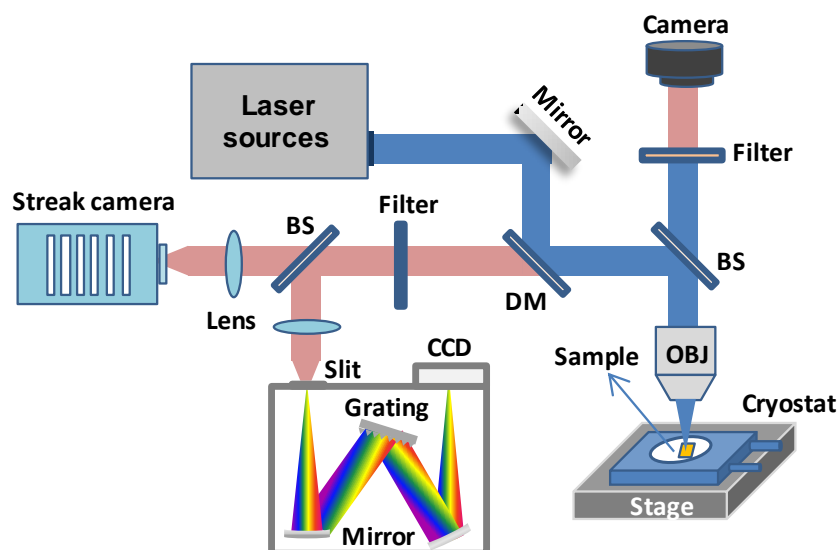 Camera
Laser
sources
Mirror
Filter
Streak camera
BS
Filter
BS
DM
Lens
OBJ
CCD
Sample
Slit
Grating
Cryostat
Stage
Mirror